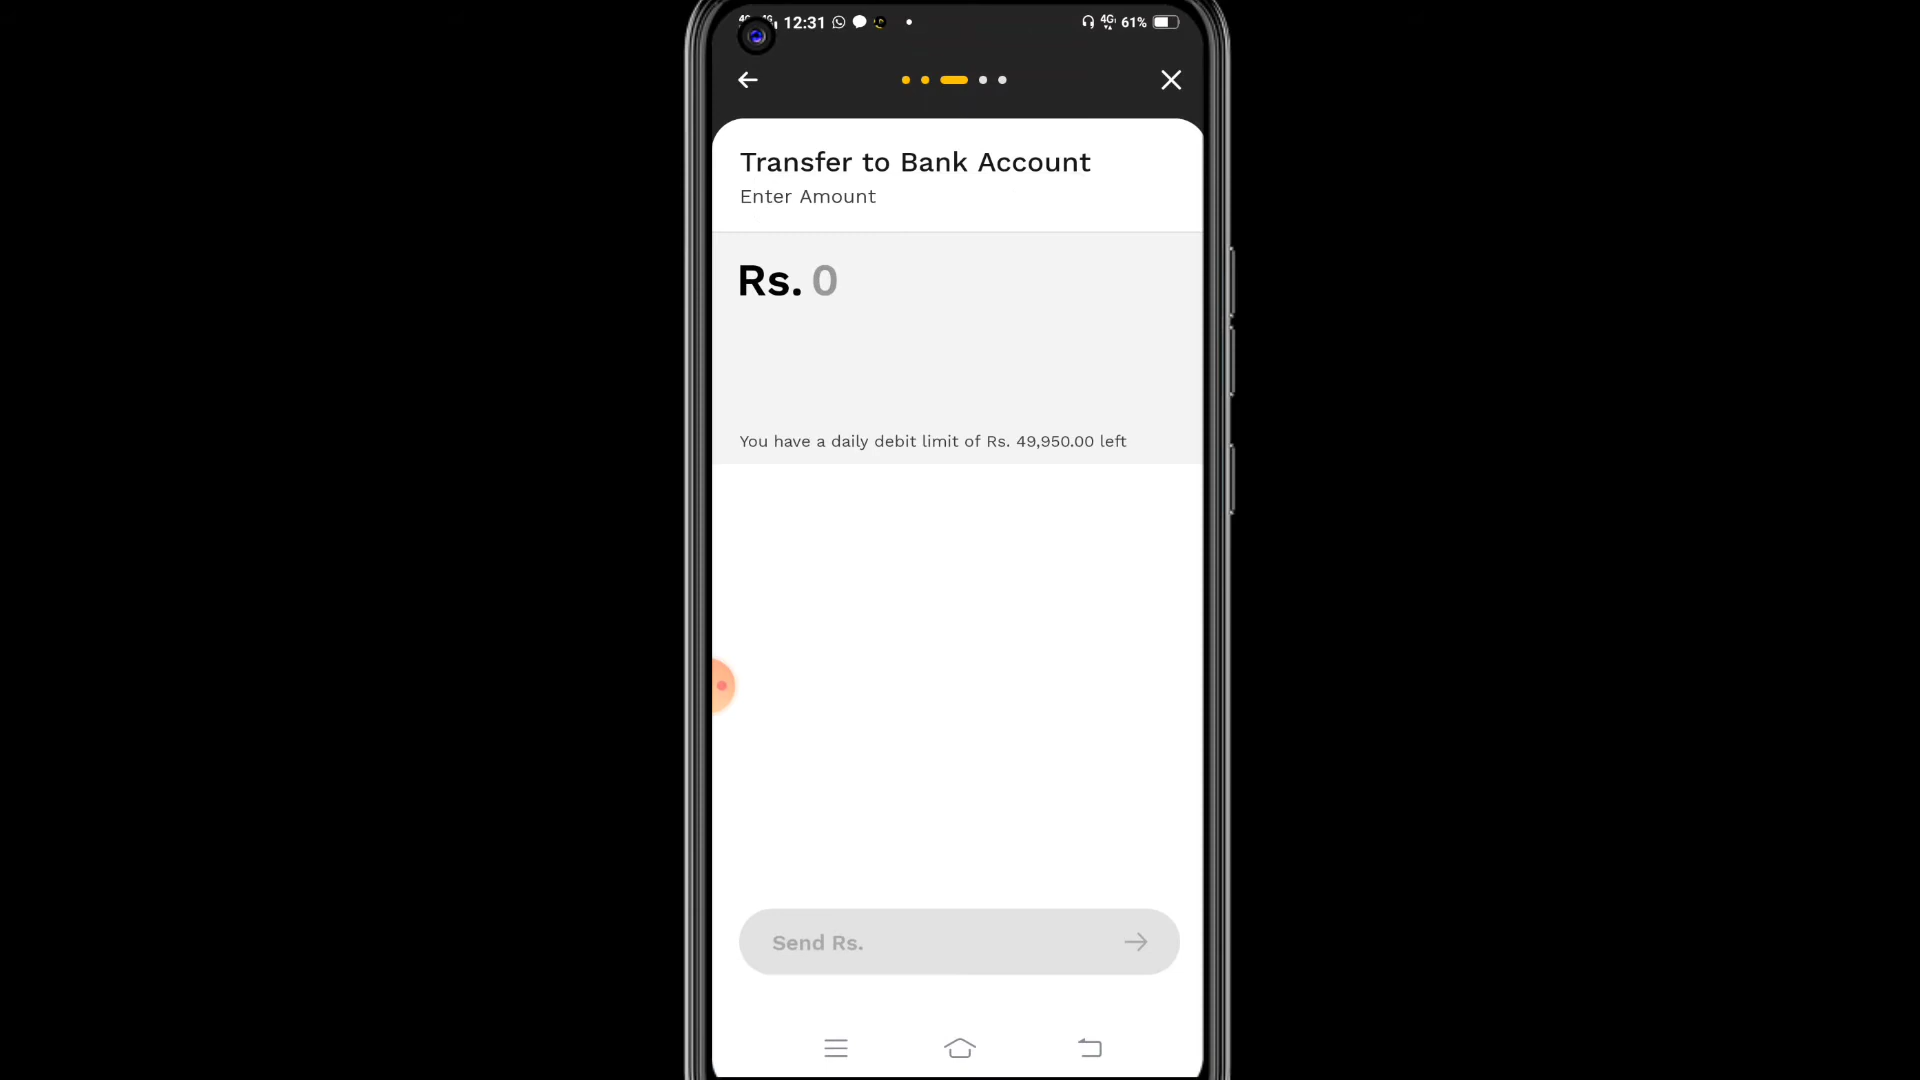 12:31
4G 61%
Transfer to Bank Account
Enter Amount
Rs. 0
You have a daily debit limit of Rs. 49,950.00 left
Send Rs.